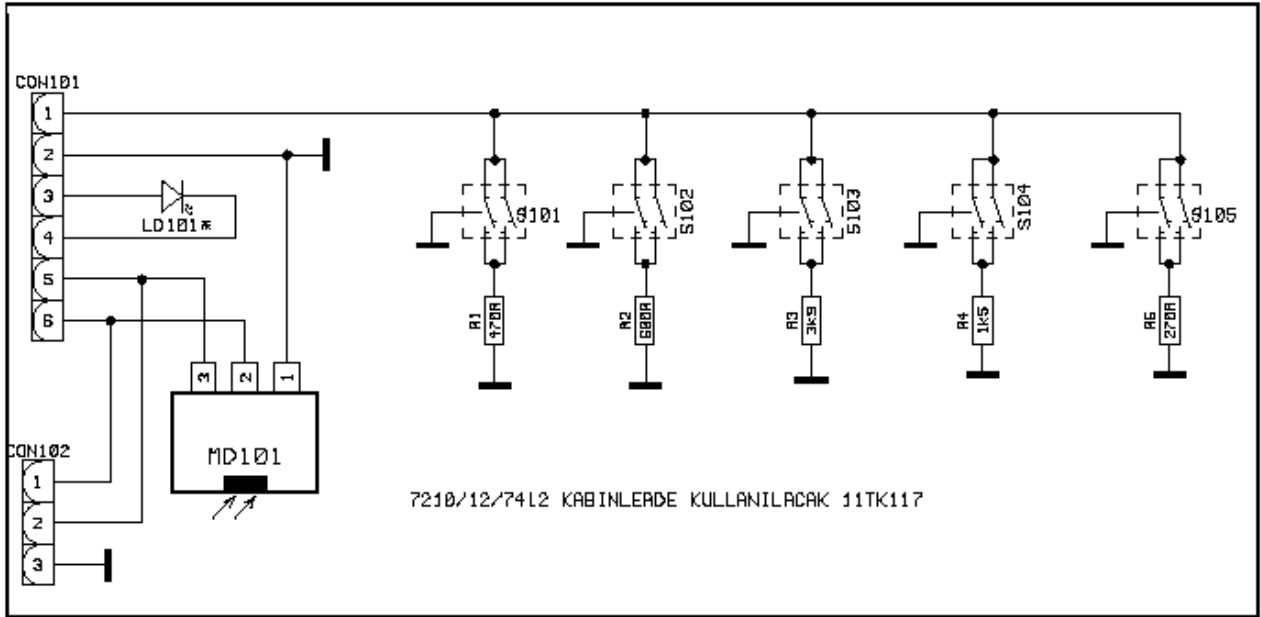 CON101
1
2
3
4
5
6
LD101*
S101
S102
S103
S104
S105
R1
470R
R2
680R
R3
3k9
R4
1k5
R6
270R
3
2
1
MD101
CON102
1
2
3
7210/12/7412 KABINLERDE KULLANILACAK 11TK117